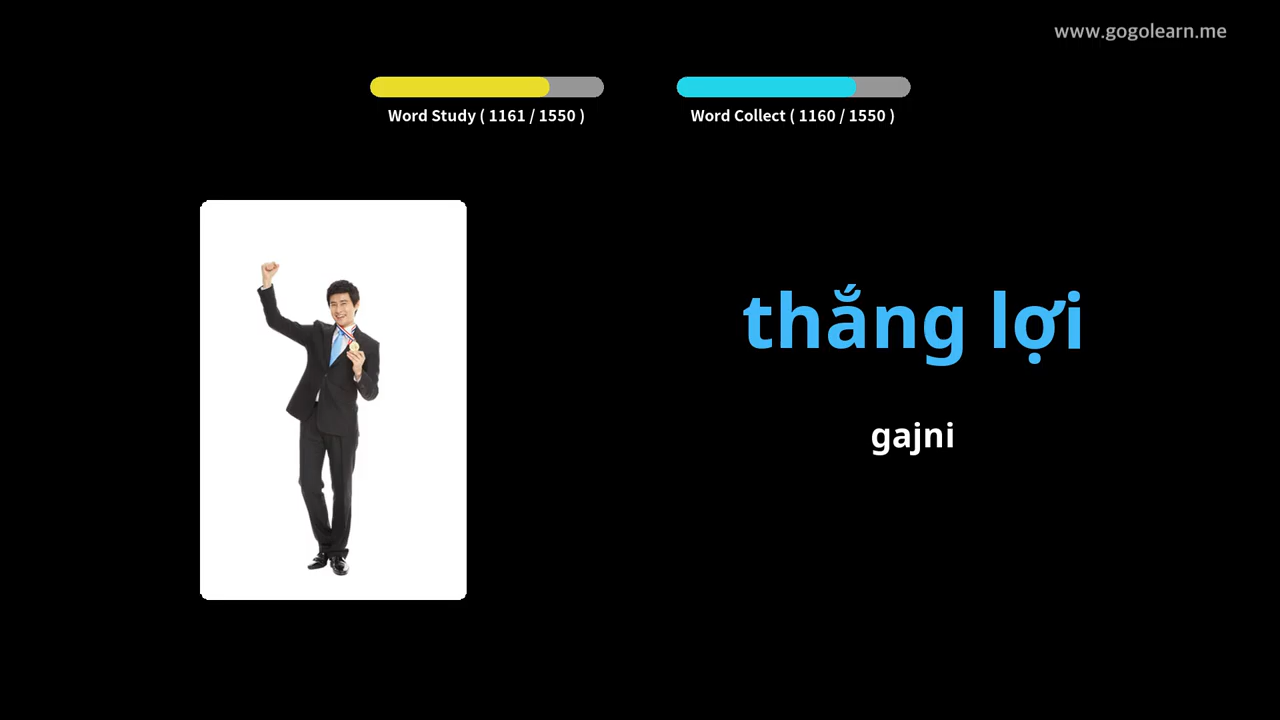 www.gogolearn.me
Word Study ( 1161 / 1550 )
Word Collect ( 1160 / 1550 )
thắng lợi
gajni